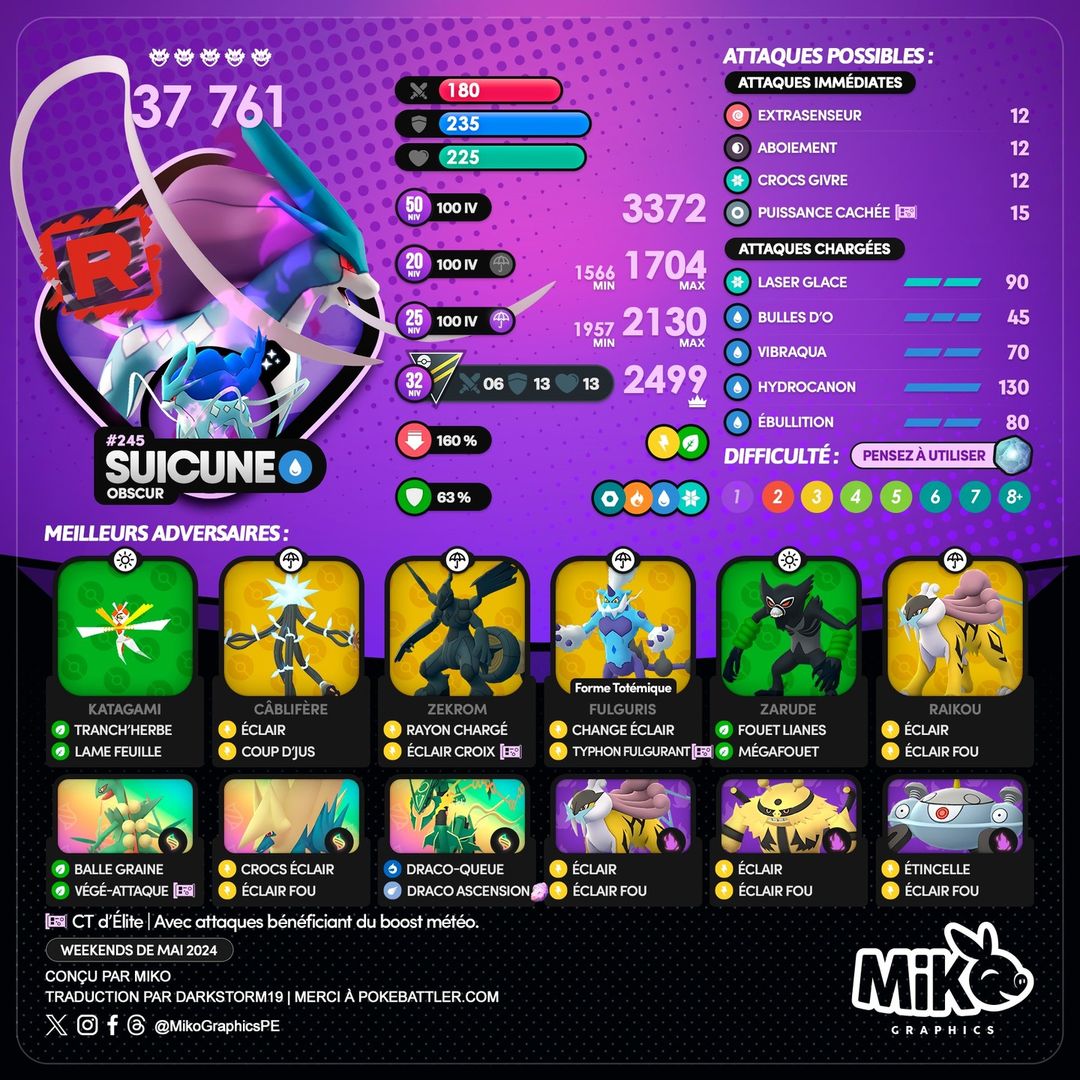 37 761
R
#245
SUICUNE
OBSCUR
180
235
225
50 NIV 100 IV 3372
20 NIV 100 IV 1566 MIN 1704 MAX
25 NIV 100 IV 1957 MIN 2130 MAX
32 NIV 06 13 13 2499
160 %
63 %
ATTAQUES POSSIBLES :
ATTAQUES IMMÉDIATES
EXTRASENSEUR 12
ABOIEMENT 12
CROCS GIVRE 12
PUISSANCE CACHÉE 15
ATTAQUES CHARGÉES
LASER GLACE 90
BULLES D'O 45
VIBRAQUA 70
HYDROCANON 130
ÉBULLITION 80
DIFFICULTÉ : PENSEZ À UTILISER
1 2 3 4 5 6 7 8+
MEILLEURS ADVERSAIRES :
KATAGAMI
TRANCH'HERBE
LAME FEUILLE
CÂBLIFÈRE
ÉCLAIR
COUP D'JUS
ZEKROM
RAYON CHARGÉ
ÉCLAIR CROIX
Forme Totémique
FULGURIS
CHANGE ÉCLAIR
TYPHON FULGURANT
ZARUDE
FOUET LIANES
MÉGAFOUET
RAIKOU
ÉCLAIR
ÉCLAIR FOU
BALLE GRAINE
VÉGÉ-ATTAQUE
CROCS ÉCLAIR
ÉCLAIR FOU
DRACO-QUEUE
DRACO ASCENSION
ÉCLAIR
ÉCLAIR FOU
ÉCLAIR
ÉCLAIR FOU
ÉTINCELLE
ÉCLAIR FOU
CT d'Élite | Avec attaques bénéficiant du boost météo.
WEEKENDS DE MAI 2024
CONÇU PAR MIKO
TRADUCTION PAR DARKSTORM19 | MERCI À POKEBATTLER.COM
@MikoGraphicsPE
MiKO
GRAPHICS